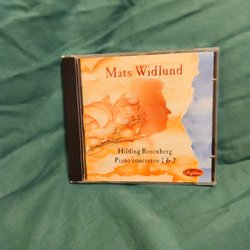 Mats Widlund
Hilding Rosenberg
Piano concertos 1 & 2